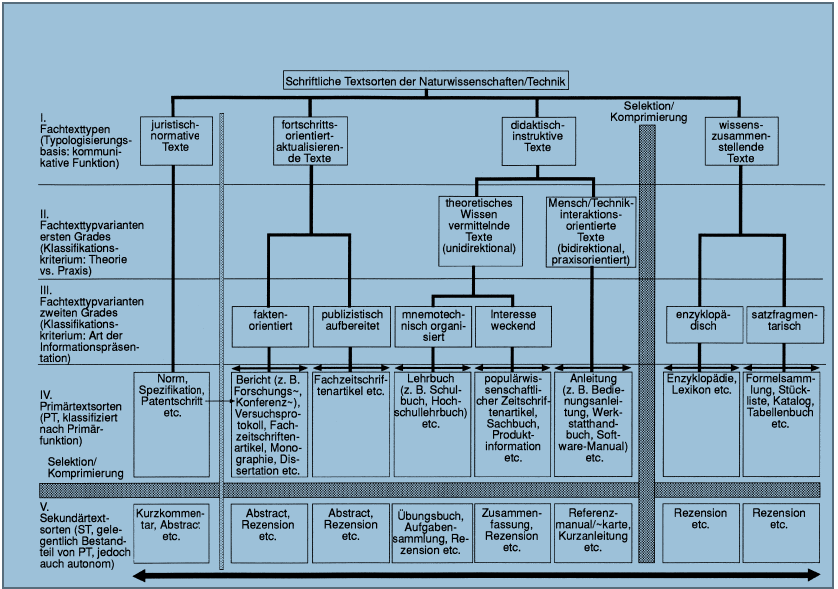 Schriftliche Textsorten der Naturwissenschaften/Technik
Selektion/
Komprimierung
I.
Fachtexttypen
(Typologisierungs-
basis: kommuni-
kative Funktion)
juristisch-
normative
Texte
fortschritts-
orientiert-
aktualisieren-
de Texte
didaktisch-
instruktive
Texte
wissens-
zusammen-
stellende
Texte
II.
Fachtexttypvarianten
ersten Grades
(Klassifikations-
kriterium: Theorie
vs. Praxis)
theoretisches
Wissen
vermittelnde
Texte
(unidirektional)
Mensch/Technik-
interaktions-
orientierte
Texte
(bidirektional,
praxisorientiert)
III.
Fachtexttypvarianten
zweiten Grades
(Klassifikations-
kriterium: Art der
Informationspräsen-
tation)
fakten-
orientiert
publizistisch
aufbereitet
mnemotech-
nisch organi-
siert
Interesse
weckend
enzyklopä-
disch
satzfragmen-
tarisch
IV.
Primärtextsorten
(PT, klassifiziert
nach Primär-
funktion)
Norm,
Spezifikation,
Patentschrift
etc.
Bericht (z. B.
Forschungs~,
Konferenz~),
Versuchspro-
tokoll, Fach-
zeitschriften-
artikel, Mono-
graphie, Dis-
sertation etc.
Fachzeitschrif-
tenartikel etc.
Lehrbuch
(z. B. Schul-
buch, Hoch-
schullehrbuch)
etc.
populärwis-
senschaftli-
cher Zeitschrif-
tenartikel,
Sachbuch,
Produkt-
information
etc.
Anleitung
(z. B. Bedie-
nungsanlei-
tung, Werk-
statthand-
buch, Soft-
ware-Manual)
etc.
Enzyklopädie,
Lexikon etc.
Formelsamm-
lung, Stück-
liste, Katalog,
Tabellenbuch
etc.
Selektion/
Komprimierung
V.
Sekundärtext-
sorten (ST, gele-
gentlich Bestand-
teil von PT, jedoch
auch autonom)
Kurzkommen-
tar, Abstract
etc.
Abstract,
Rezension
etc.
Abstract,
Rezension
etc.
Übungsbuch,
Aufgaben-
sammlung, Re-
zension etc.
Zusammen-
fassung,
Rezension
etc.
Referenz-
manual/~karte,
Kurzanleitung
etc.
Rezension
etc.
Rezension
etc.